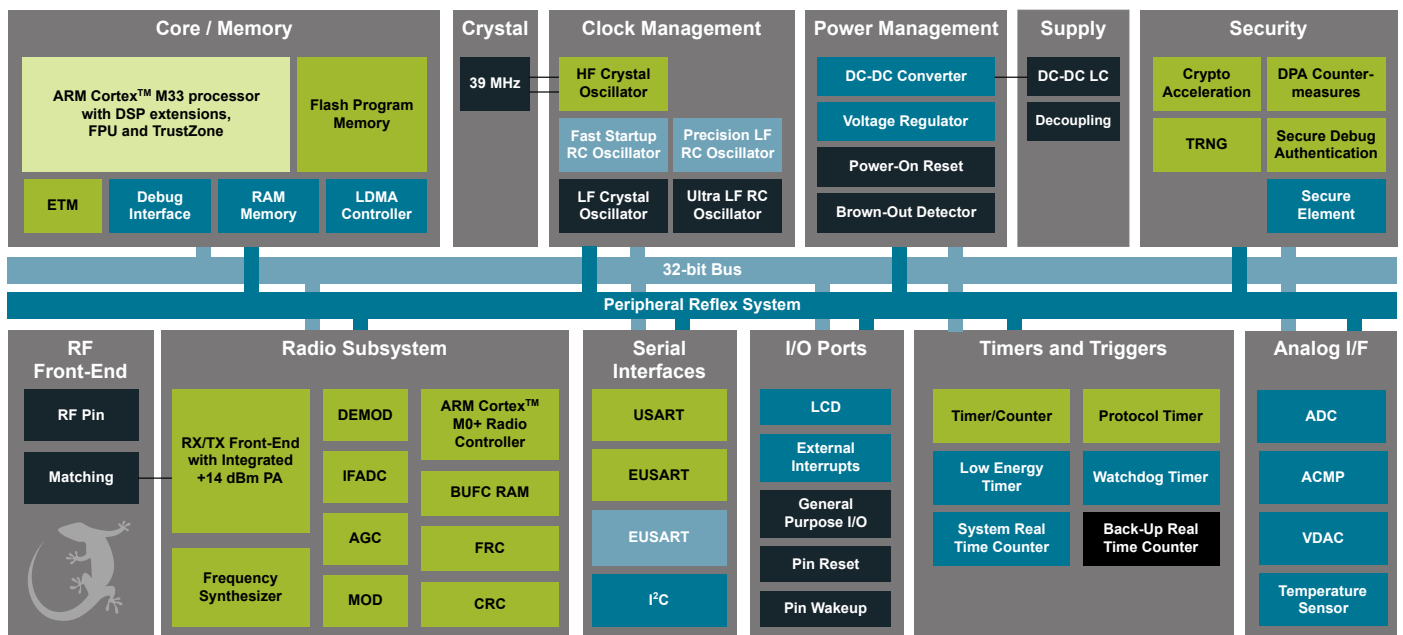 Core / Memory
ARM Cortex™ M33 processor
with DSP extensions,
FPU and TrustZone
Flash Program
Memory
ETM
Debug
Interface
RAM
Memory
LDMA
Controller
Crystal
39 MHz
Clock Management
HF Crystal
Oscillator
Fast Startup
RC Oscillator
Precision LF
RC Oscillator
LF Crystal
Oscillator
Ultra LF RC
Oscillator
Power Management
DC-DC Converter
Voltage Regulator
Power-On Reset
Brown-Out Detector
Supply
DC-DC LC
Decoupling
Security
Crypto
Acceleration
DPA Counter-
measures
TRNG
Secure Debug
Authentication
Secure
Element
32-bit Bus
Peripheral Reflex System
RF
Front-End
RF Pin
Matching
Radio Subsystem
RX/TX Front-End
with Integrated
+14 dBm PA
Frequency
Synthesizer
DEMOD
IFADC
AGC
MOD
ARM Cortex™
M0+ Radio
Controller
BUFC RAM
FRC
CRC
Serial
Interfaces
USART
EUSART
EUSART
I²C
I/O Ports
LCD
External
Interrupts
General
Purpose I/O
Pin Reset
Pin Wakeup
Timers and Triggers
Timer/Counter
Protocol Timer
Low Energy
Timer
Watchdog Timer
System Real
Time Counter
Back-Up Real
Time Counter
Analog I/F
ADC
ACMP
VDAC
Temperature
Sensor